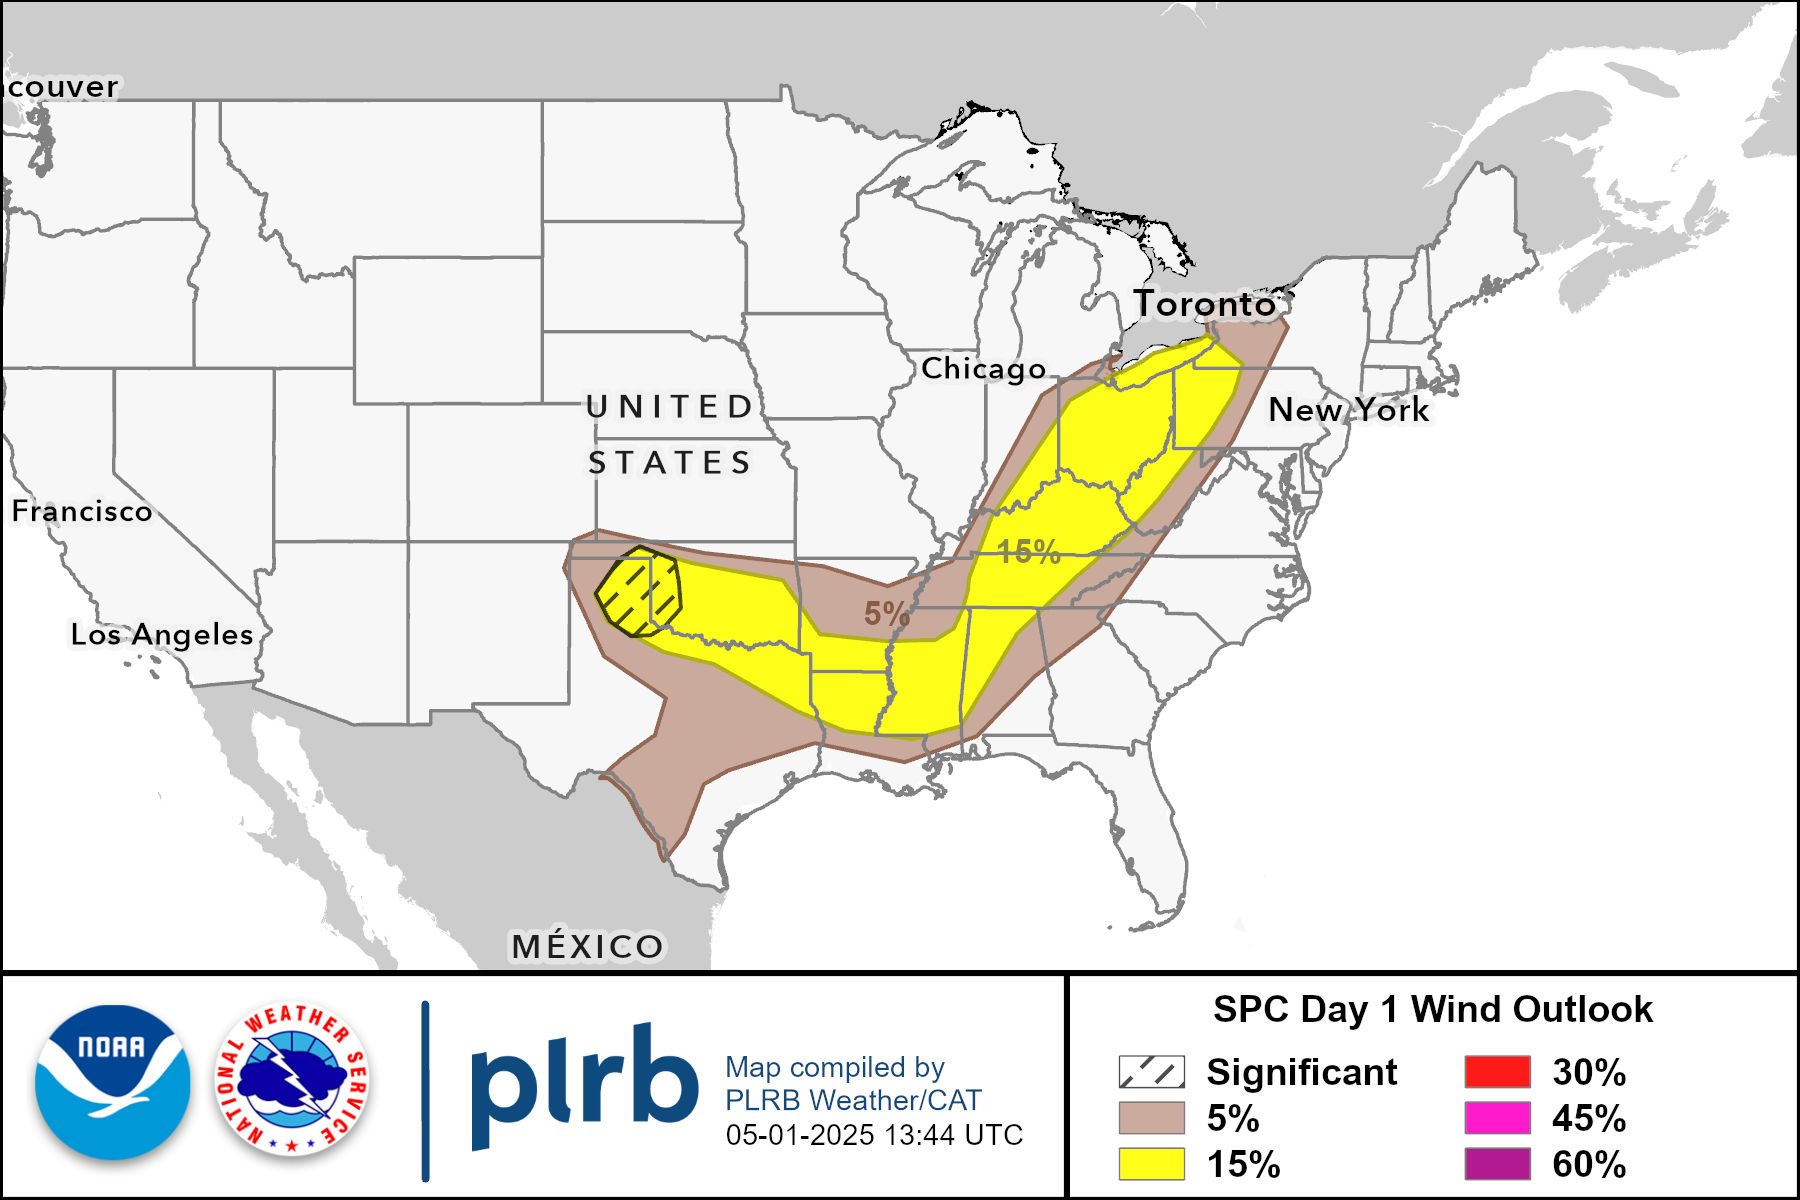 couver
Toronto
Chicago
UNITED
STATES
New York
Francisco
15%
5%
Los Angeles
MÉXICO
NOAA
NATIONAL WEATHER SERVICE
plrb
Map compiled by
PLRB Weather/CAT
05-01-2025 13:44 UTC
SPC Day 1 Wind Outlook
Significant
5%
15%
30%
45%
60%